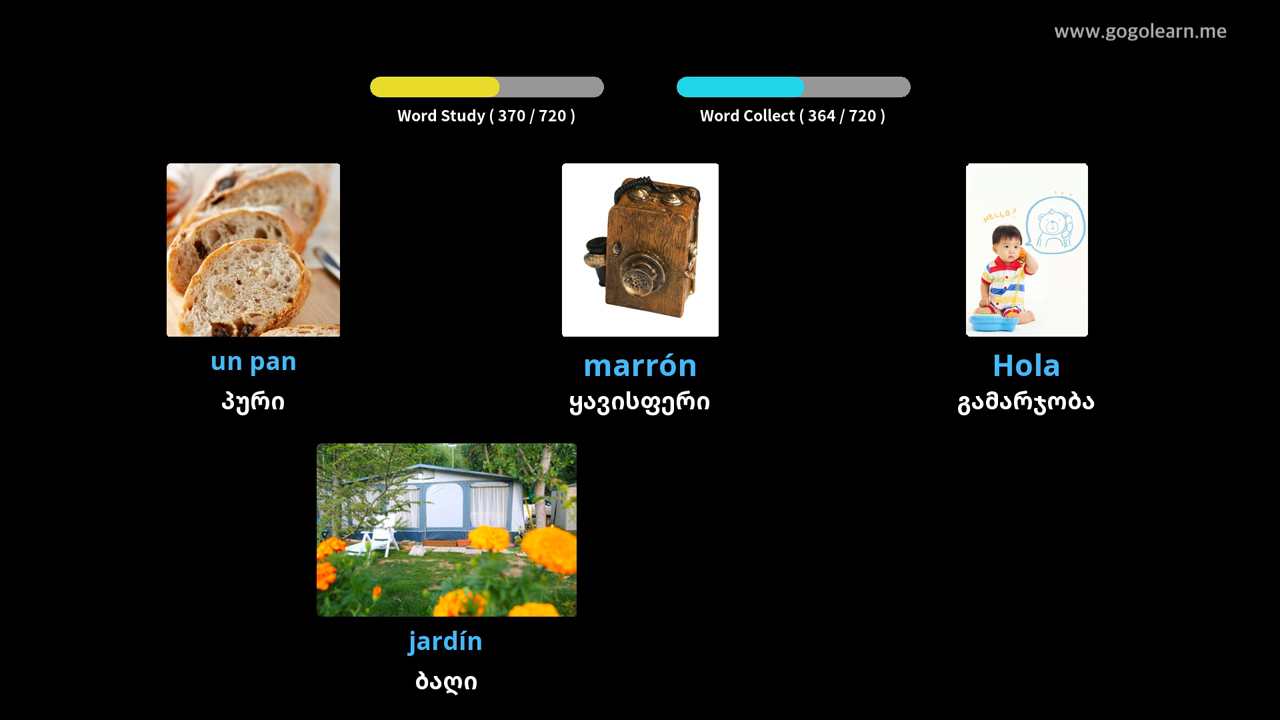 www.gogolearn.me
Word Study ( 370 / 720 )
Word Collect ( 364 / 720 )
HELLO?
un pan
marrón
Hola
პური
ყავისფერი
გამარჯობა
jardín
ბაღი